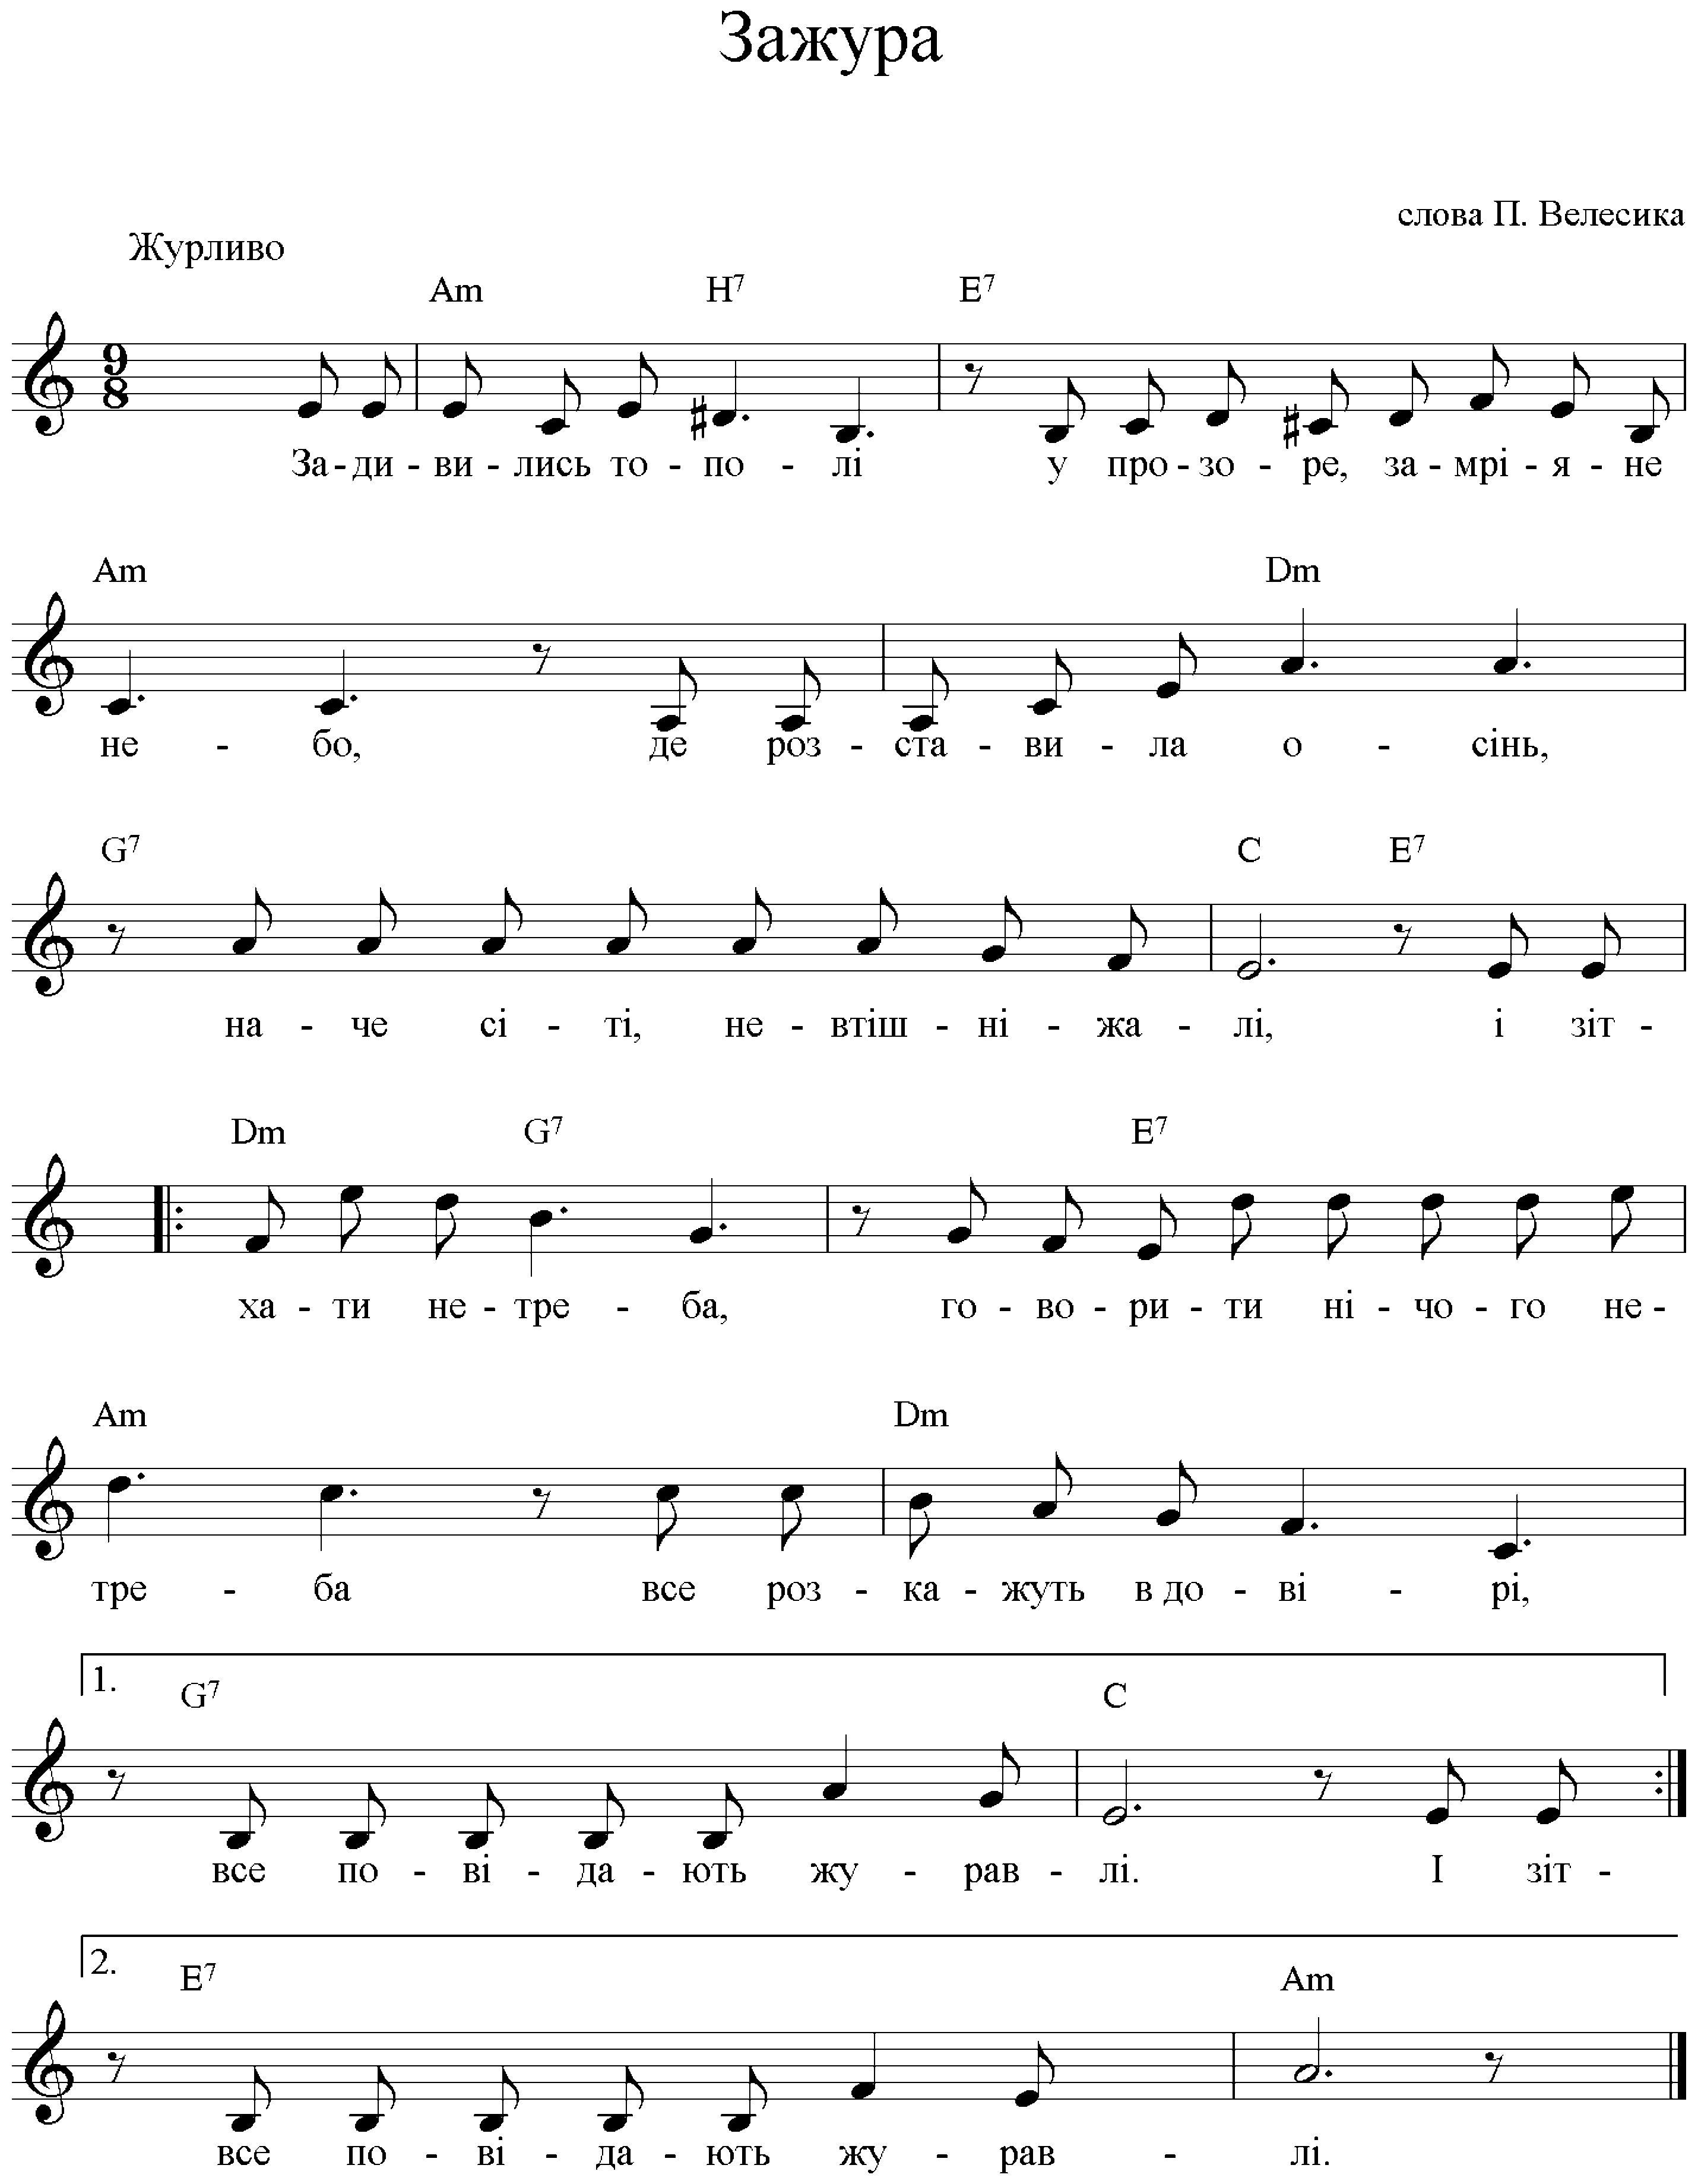 Зажура
слова П. Велесика
Журливо
Am H7 E7
9
8
За - ди - ви - лись то - по - лі у про - зо - ре, за - мрі - я - не
Am Dm
не - бо, де роз - ста - ви - ла о - сінь,
G7 C E7
на - че сі - ті, не - втіш - ні - жа - лі, і зіт -
Dm G7 E7
ха - ти не - тре - ба, го - во - ри - ти ні - чо - го не -
Am Dm
тре - ба все роз - ка - жуть в до - ві - рі,
1. G7 C
все по - ві - да - ють жу - рав - лі. І зіт -
2. E7 Am
все по - ві - да - ють жу - рав - лі.